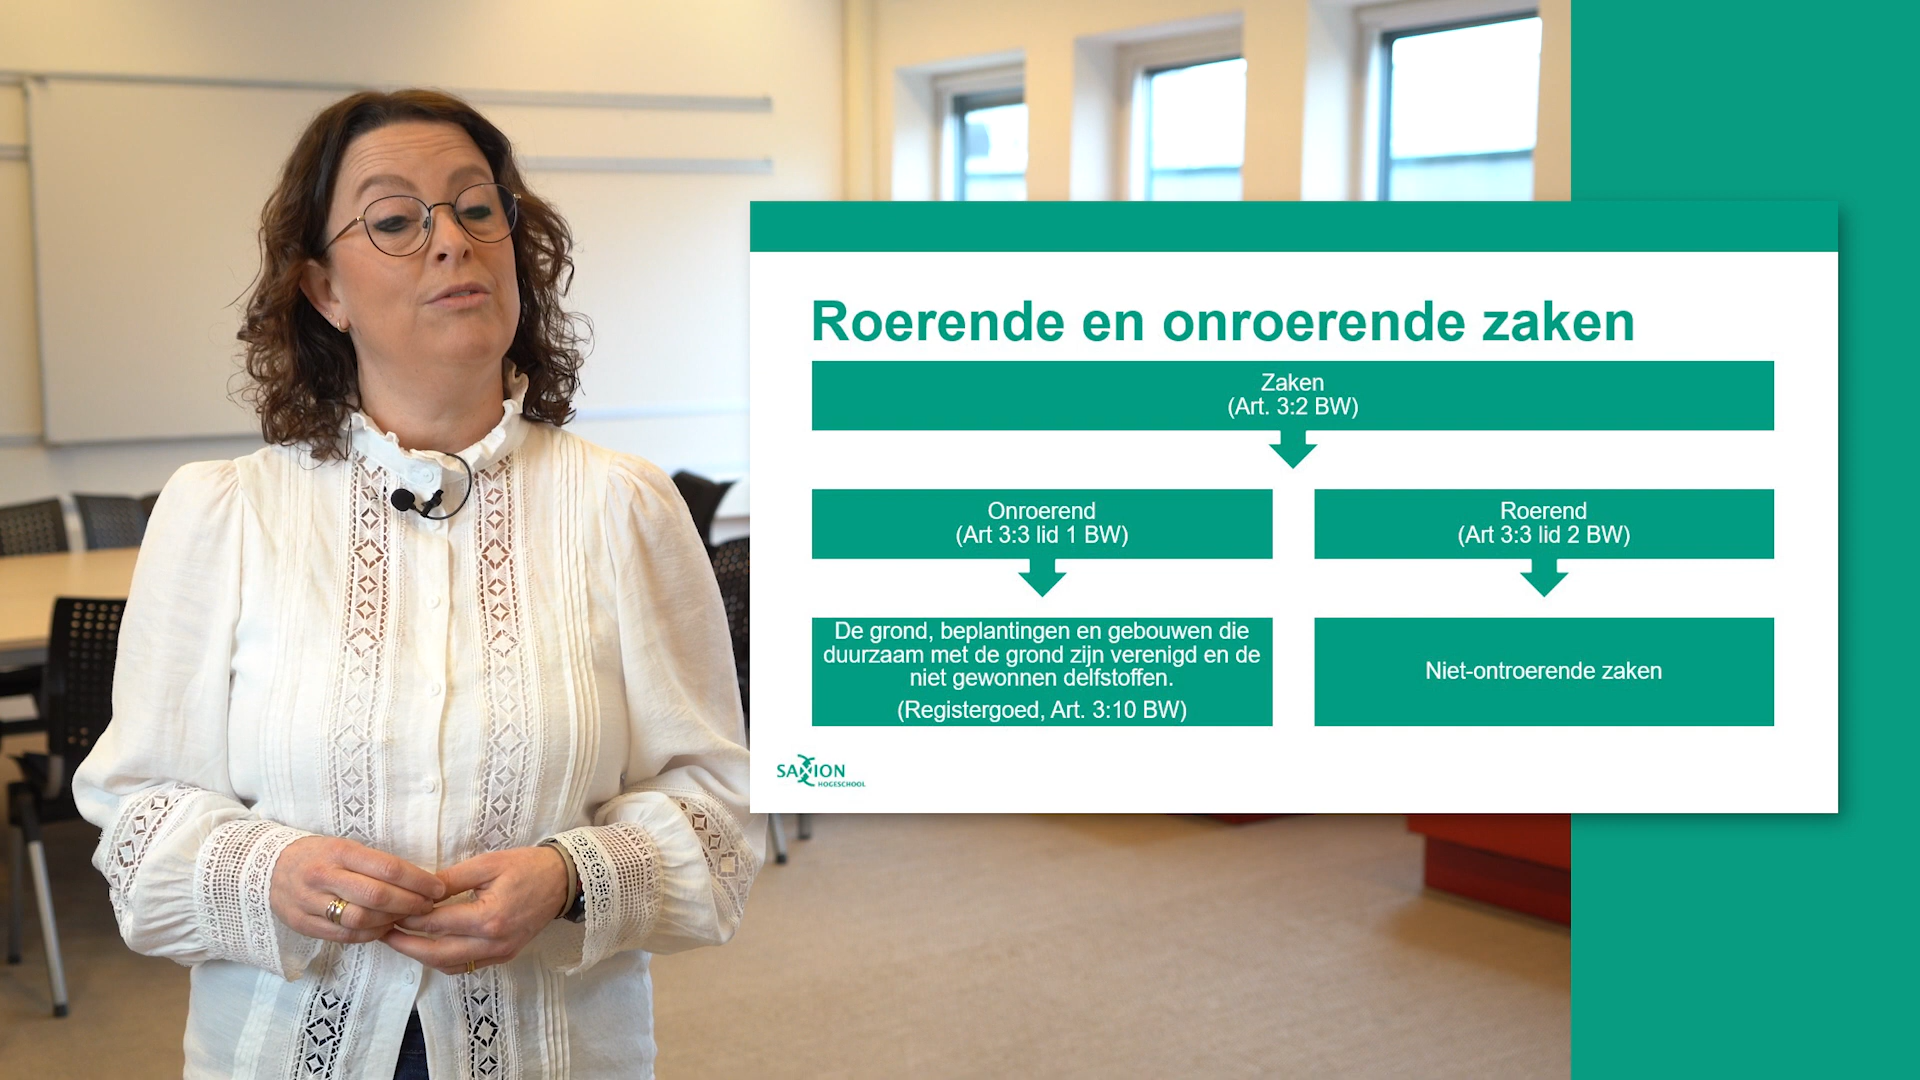 Roerende en onroerende zaken
Zaken
(Art. 3:2 BW)
Onroerend
(Art 3:3 lid 1 BW)
Roerend
(Art 3:3 lid 2 BW)
De grond, beplantingen en gebouwen die
duurzaam met de grond zijn verenigd en de
niet gewonnen delfstoffen.
(Registergoed, Art. 3:10 BW)
Niet-ontroerende zaken
SAXION
HOGESCHOOL